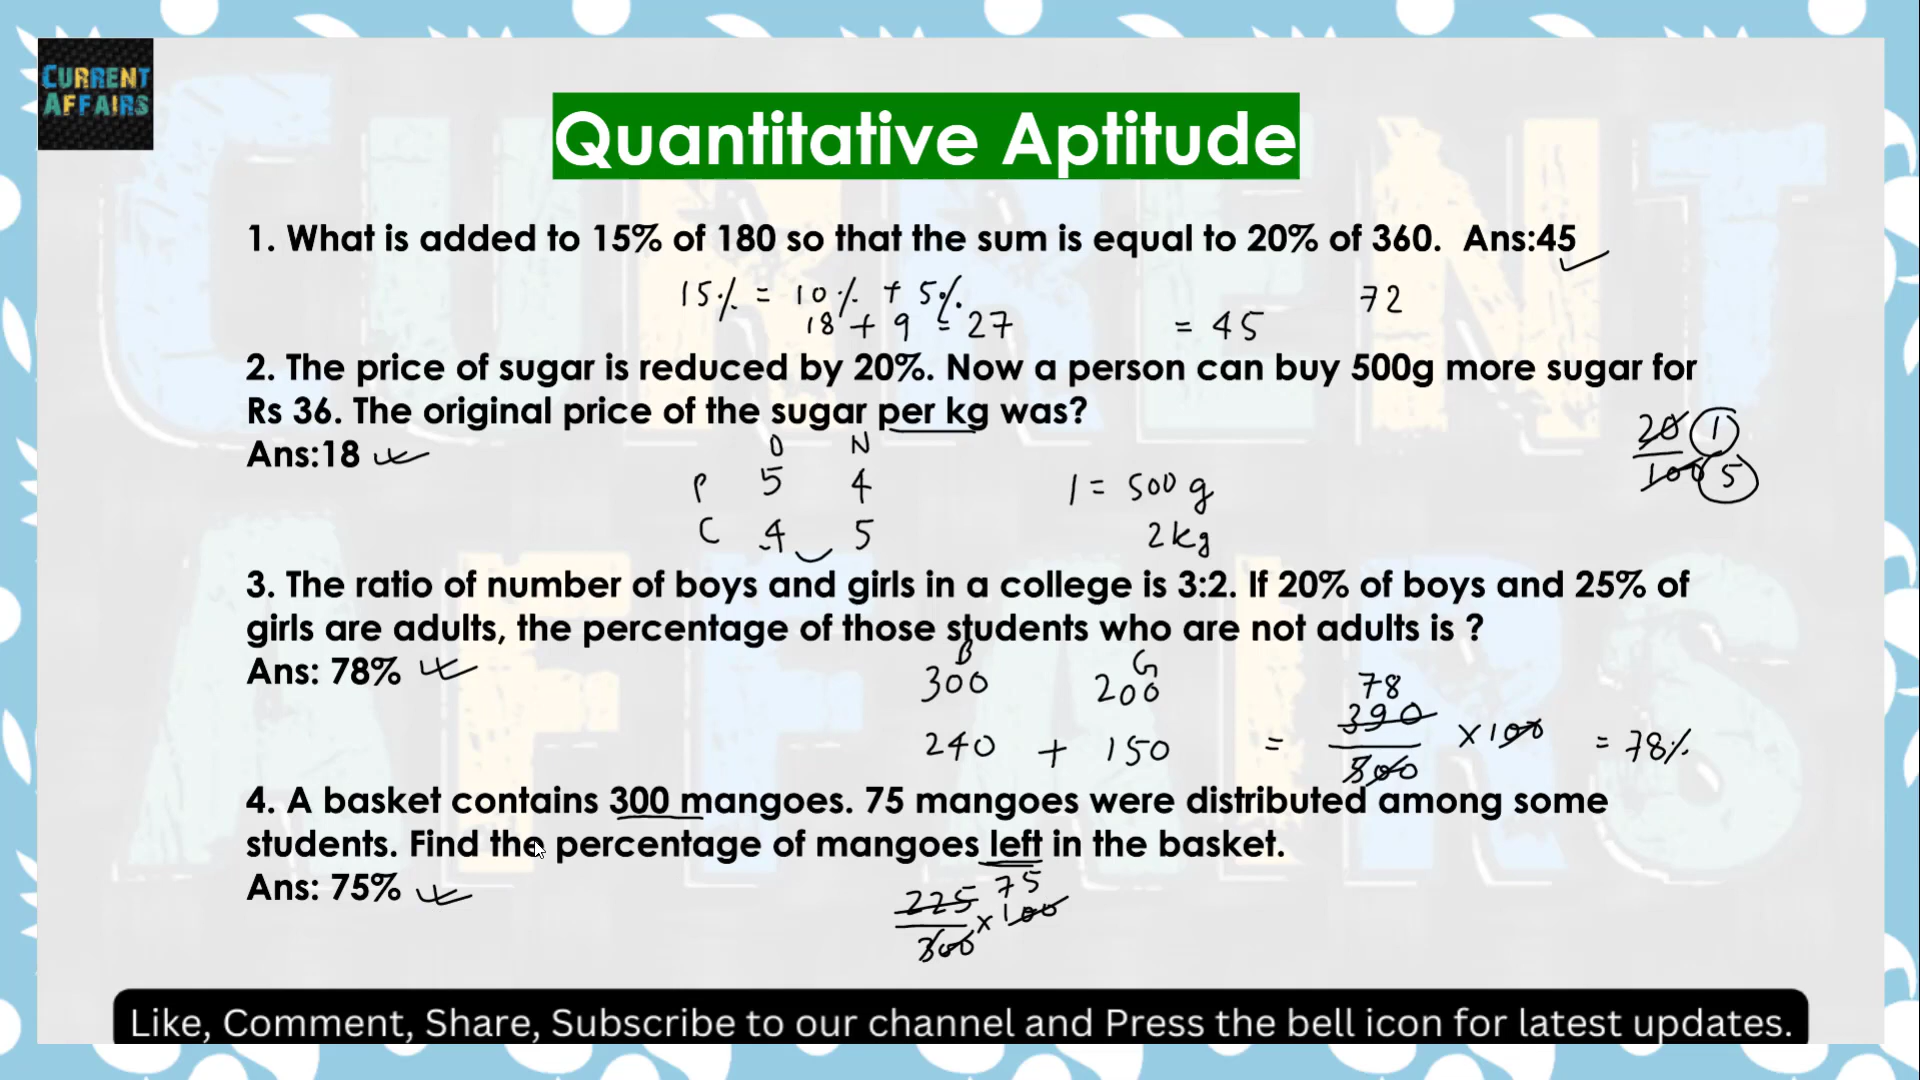 CURRENT
AFFAIRS
Quantitative Aptitude
1. What is added to 15% of 180 so that the sum is equal to 20% of 360. Ans:45
15% = 10% + 5%
72
18 + 9 = 27
= 45
2. The price of sugar is reduced by 20%. Now a person can buy 500g more sugar for
Rs 36. The original price of the sugar per kg was?
20 1
100 5
Ans:18
O N
P 5 4
1 = 500 g
C 4 5
2kg
3. The ratio of number of boys and girls in a college is 3:2. If 20% of boys and 25% of
girls are adults, the percentage of those students who are not adults is ?
Ans: 78%
B G
300 200
78
390
240 + 150 = x 100 = 78%
500
4. A basket contains 300 mangoes. 75 mangoes were distributed among some
students. Find the percentage of mangoes left in the basket.
Ans: 75%
75
225 x 100
300
Like, Comment, Share, Subscribe to our channel and Press the bell icon for latest updates.